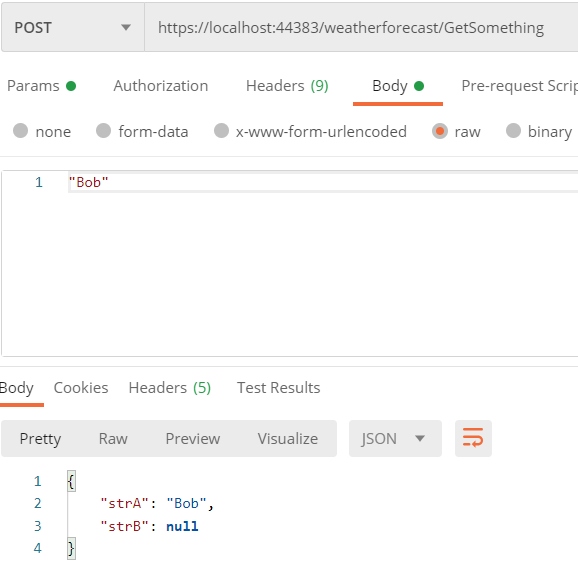 POST https://localhost:44383/weatherforecast/GetSomething
Params Authorization Headers (9) Body Pre-request Scrip
none form-data x-www-form-urlencoded raw binary
1 "Bob"
Body Cookies Headers (5) Test Results
Pretty Raw Preview Visualize JSON
1 {
2 "strA": "Bob",
3 "strB": null
4 }